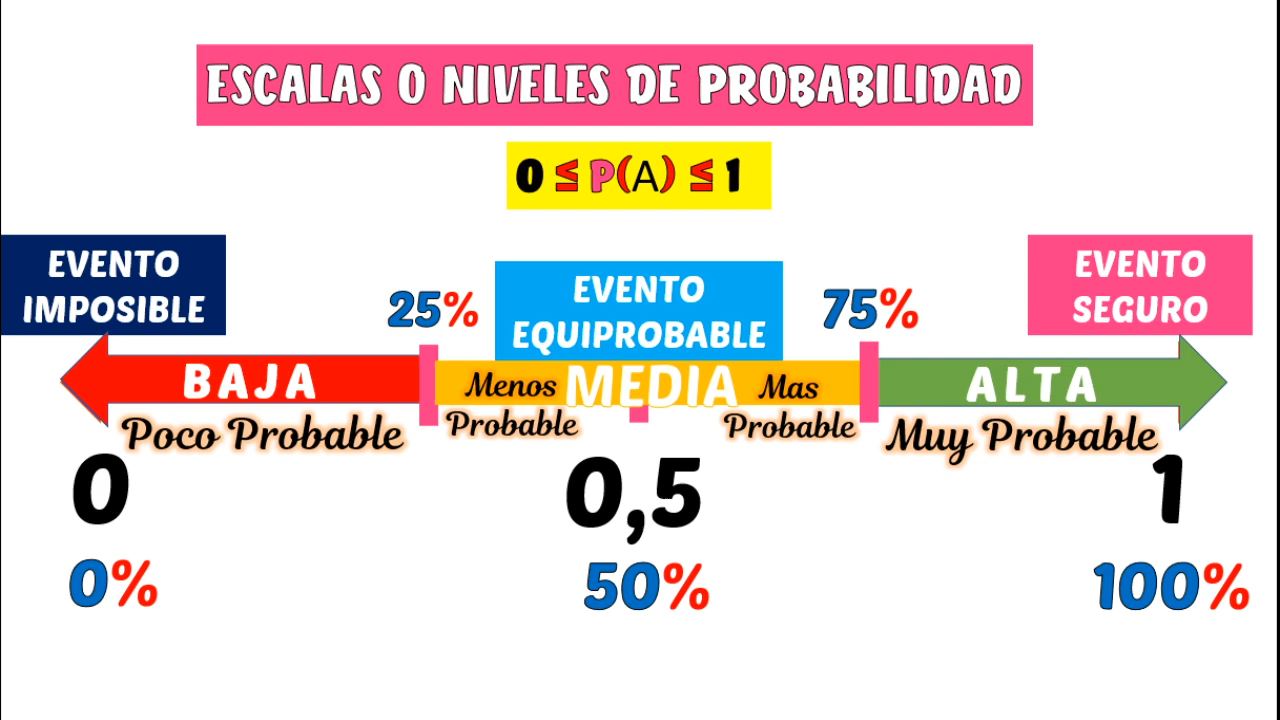 ESCALAS O NIVELES DE PROBABILIDAD
0 ≤ P(A) ≤ 1
EVENTO
IMPOSIBLE
25%
EVENTO
EQUIPROBABLE
75%
EVENTO
SEGURO
BAJA
Menos
MEDIA
Mas
ALTA
Poco Probable
Probable
Probable
Muy Probable
0
0,5
1
0%
50%
100%